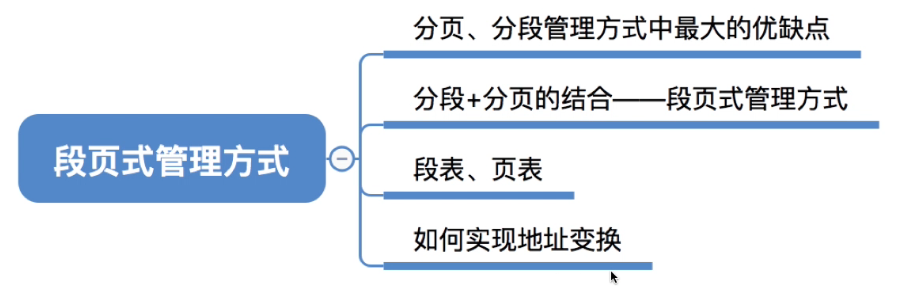 段页式管理方式
分页、分段管理方式中最大的优缺点
分段+分页的结合——段页式管理方式
段表、页表
如何实现地址变换